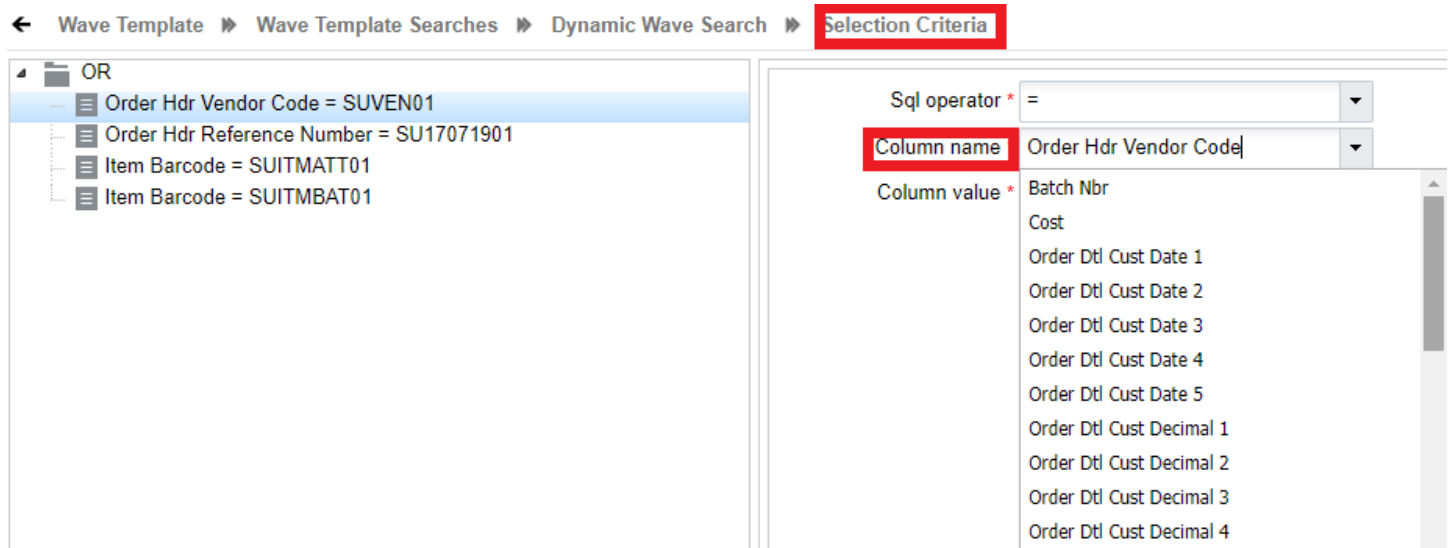 Wave Template Wave Template Searches Dynamic Wave Search Selection Criteria
OR
Order Hdr Vendor Code = SUVEN01
Order Hdr Reference Number = SU17071901
Item Barcode = SUITMATT01
Item Barcode = SUITMBAT01
Sql operator * =
Column name Order Hdr Vendor Code
Column value *
Batch Nbr
Cost
Order Dtl Cust Date 1
Order Dtl Cust Date 2
Order Dtl Cust Date 3
Order Dtl Cust Date 4
Order Dtl Cust Date 5
Order Dtl Cust Decimal 1
Order Dtl Cust Decimal 2
Order Dtl Cust Decimal 3
Order Dtl Cust Decimal 4